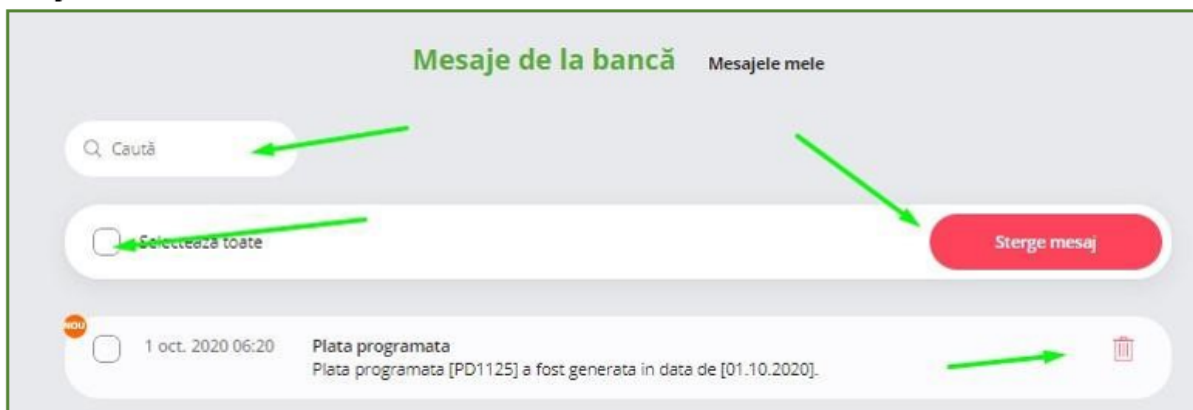 Mesaje de la bancă Mesajele mele
Caută
Selectează toate
Sterge mesaj
NOU
1 oct. 2020 06:20 Plata programata
Plata programata [PD1125] a fost generata in data de [01.10.2020].